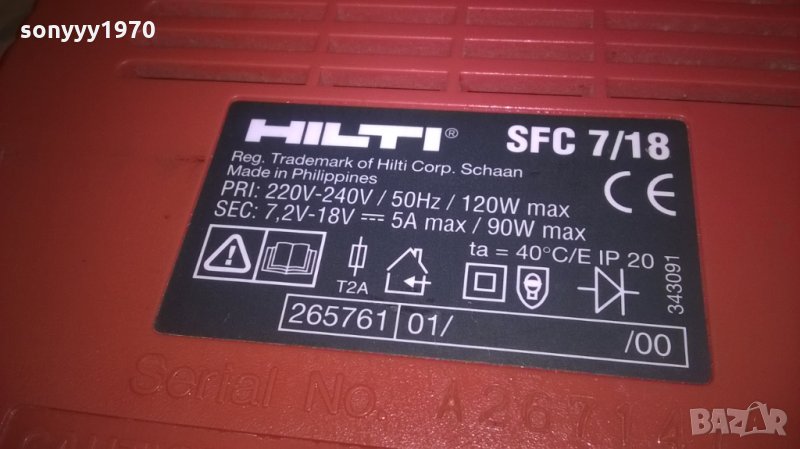 sonyyy1970
HILTI® SFC 7/18
Reg. Trademark of Hilti Corp. Schaan
Made in Philippines
PRI: 220V-240V / 50Hz / 120W max
SEC: 7,2V-18V ⎓ 5A max / 90W max
CE
ta = 40°C/E IP 20
T2A
343091
265761 01/ /00
Serial No. A26714
BAZAR